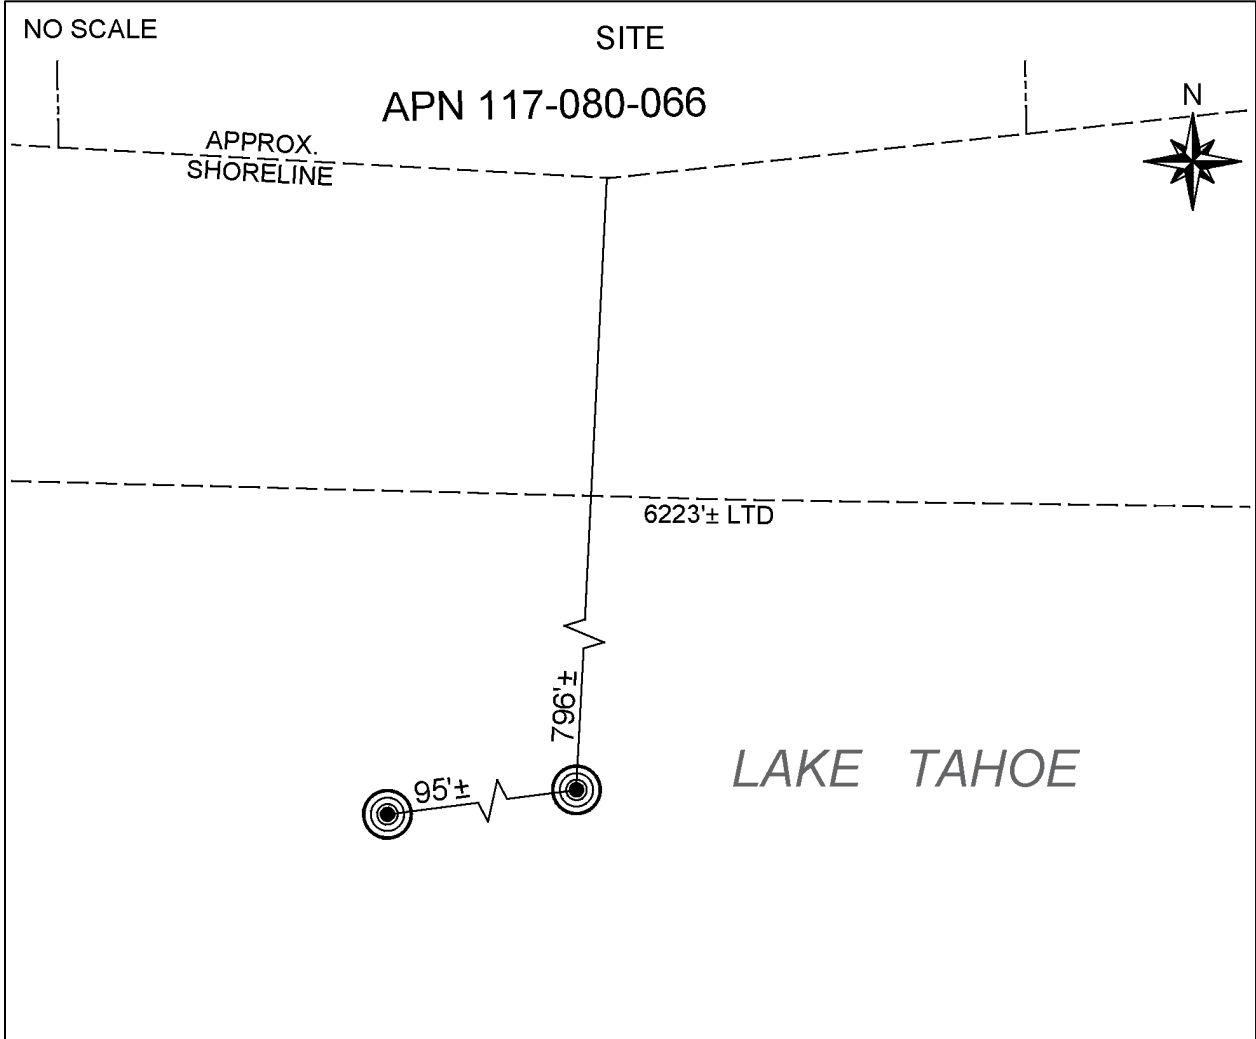 NO SCALE
SITE
APN 117-080-066
N
APPROX.
SHORELINE
6223'± LTD
796'±
95'±
LAKE TAHOE